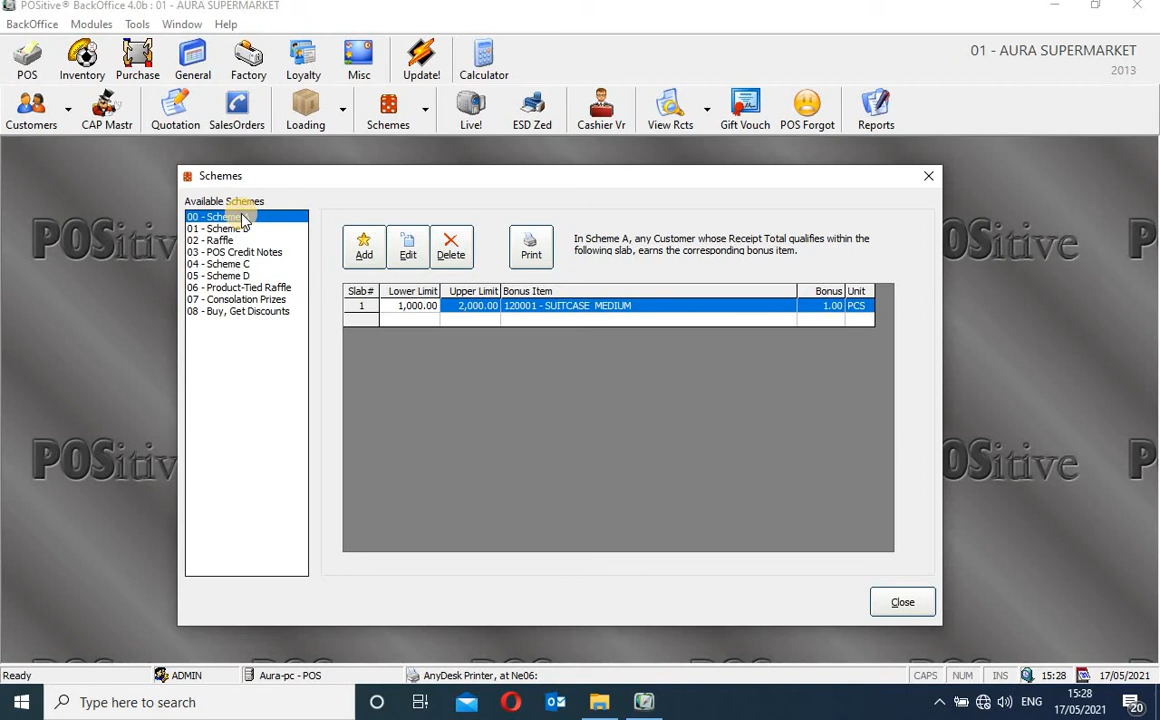 POSitive® BackOffice 4.0b : 01 - AURA SUPERMARKET
BackOffice Modules Tools Window Help
POS Inventory Purchase General Factory Loyalty Misc Update! Calculator
01 - AURA SUPERMARKET
2013
Customers CAP Mastr Quotation SalesOrders Loading Schemes Live! ESD Zed Cashier Vr View Rcts Gift Vouch POS Forgot Reports
Schemes
Available Schemes
00 - Scheme
01 - Scheme
02 - Raffle
03 - POS Credit Notes
04 - Scheme C
05 - Scheme D
06 - Product-Tied Raffle
07 - Consolation Prizes
08 - Buy, Get Discounts
Add Edit Delete Print
In Scheme A, any Customer whose Receipt Total qualifies within the
following slab, earns the corresponding bonus item.
Slab# Lower Limit Upper Limit Bonus Item Bonus Unit
1 1,000.00 2,000.00 120001 - SUITCASE MEDIUM 1.00 PCS
Close
POSitive POSitive P
POSitive POSitive P
Ready ADMIN Aura-pc - POS AnyDesk Printer, at Ne06: CAPS NUM INS 15:28 17/05/2021
Type here to search
ENG
15:28
17/05/2021
20